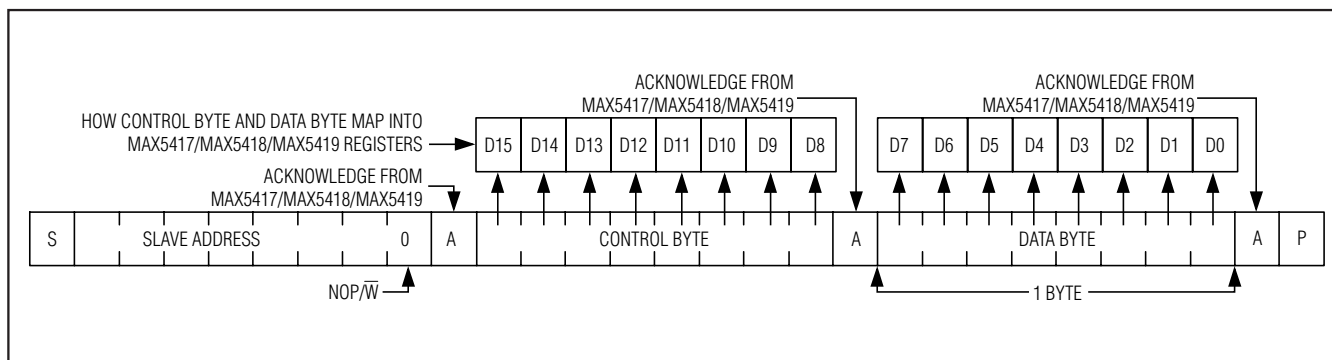 ACKNOWLEDGE FROM
MAX5417/MAX5418/MAX5419
ACKNOWLEDGE FROM
MAX5417/MAX5418/MAX5419
HOW CONTROL BYTE AND DATA BYTE MAP INTO
MAX5417/MAX5418/MAX5419 REGISTERS
D15 D14 D13 D12 D11 D10 D9 D8
D7 D6 D5 D4 D3 D2 D1 D0
ACKNOWLEDGE FROM
MAX5417/MAX5418/MAX5419
S SLAVE ADDRESS 0 A CONTROL BYTE A DATA BYTE A P
NOP/W̅
1 BYTE